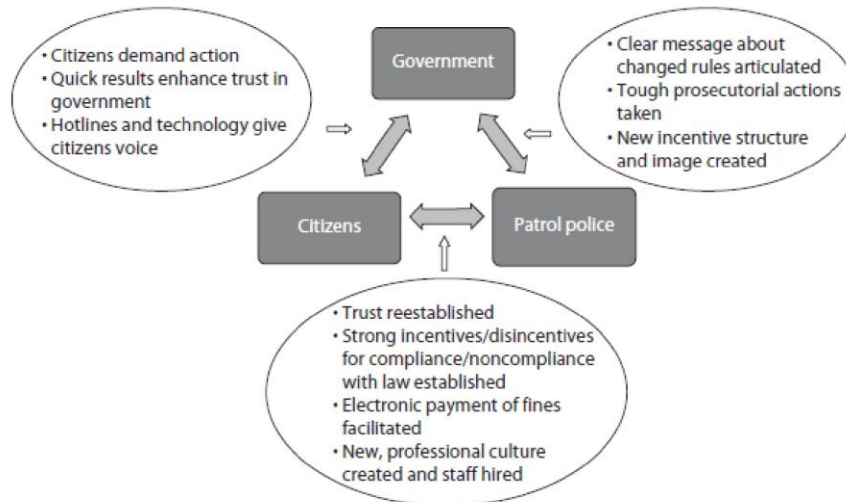 • Citizens demand action
• Quick results enhance trust in
government
• Hotlines and technology give
citizens voice
Government
• Clear message about
changed rules articulated
• Tough prosecutorial actions
taken
• New incentive structure
and image created
Citizens
Patrol police
• Trust reestablished
• Strong incentives/disincentives
for compliance/noncompliance
with law established
• Electronic payment of fines
facilitated
• New, professional culture
created and staff hired